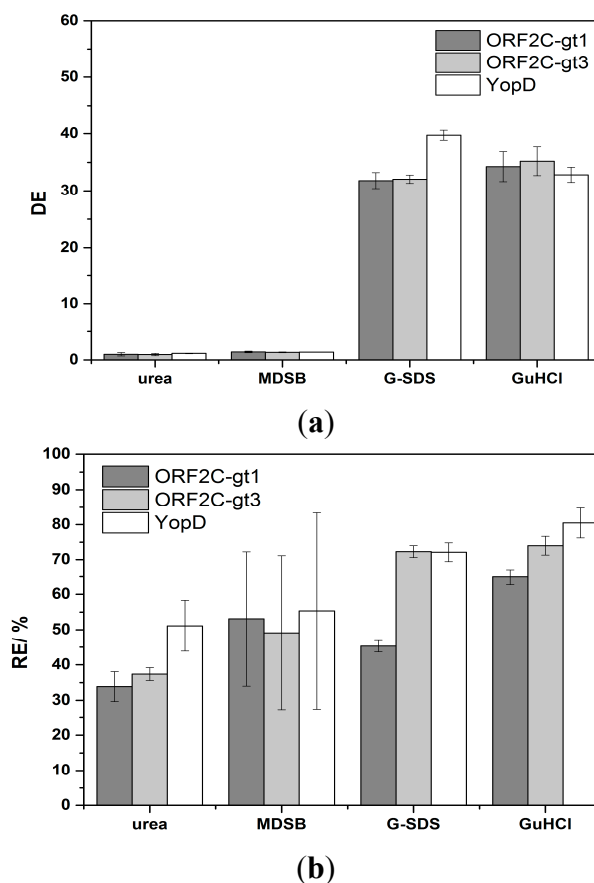 60
50
40
30
20
10
0
DE
ORF2C-gt1
ORF2C-gt3
YopD
urea MDSB G-SDS GuHCl
(a)
100
90
80
70
60
50
40
30
20
10
0
RE/ %
ORF2C-gt1
ORF2C-gt3
YopD
urea MDSB G-SDS GuHCl
(b)